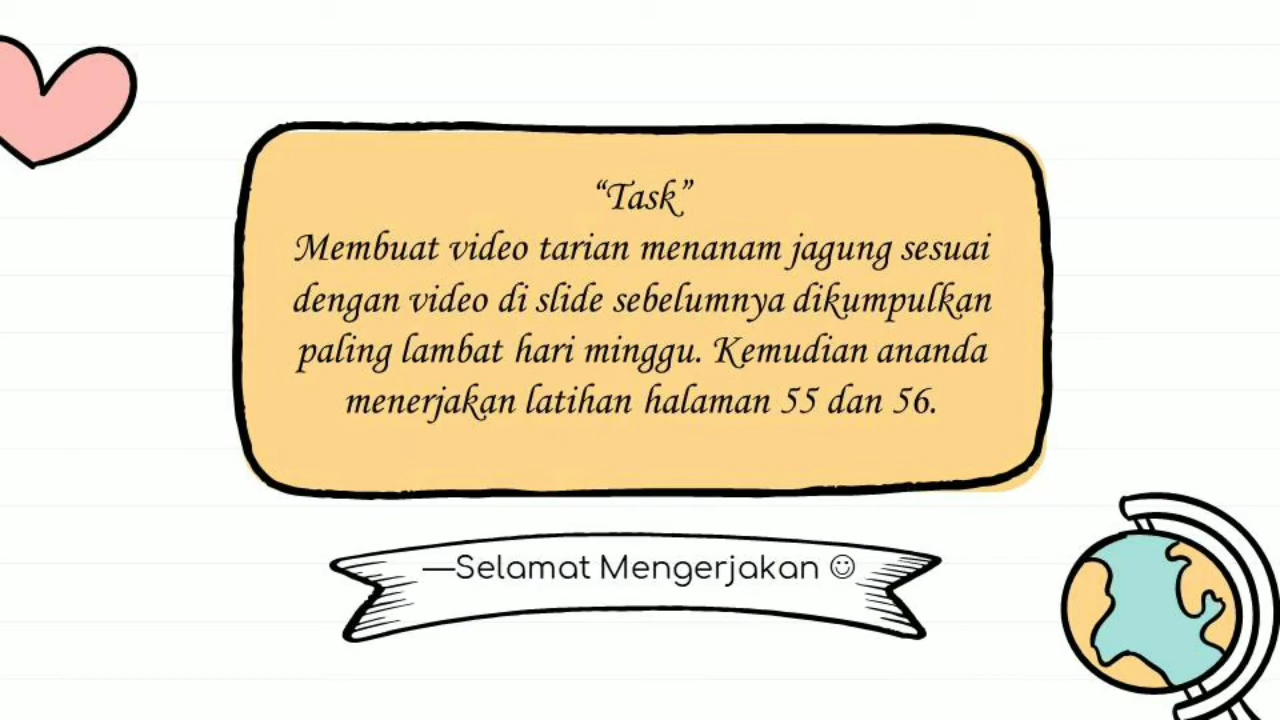 “Task”
Membuat video tarian menanam jagung sesuai
dengan video di slide sebelumnya dikumpulkan
paling lambat hari minggu. Kemudian ananda
menerjakan latihan halaman 55 dan 56.
—Selamat Mengerjakan ☺